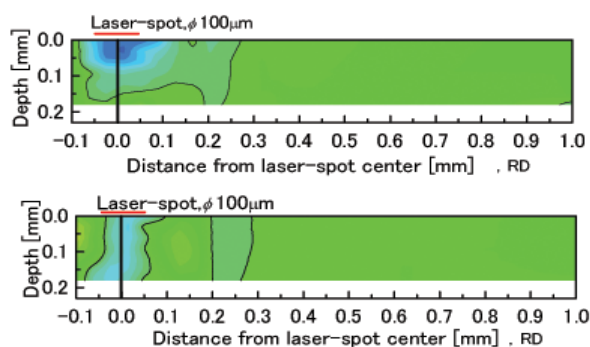 Laser-spot,φ100μm
0.0
0.1
0.2
Depth [mm]
-0.1 0.0 0.1 0.2 0.3 0.4 0.5 0.6 0.7 0.8 0.9 1.0
Distance from laser-spot center [mm] , RD
Laser-spot,φ100μm
0.0
0.1
0.2
Depth [mm]
-0.1 0.0 0.1 0.2 0.3 0.4 0.5 0.6 0.7 0.8 0.9 1.0
Distance from laser-spot center [mm] , RD